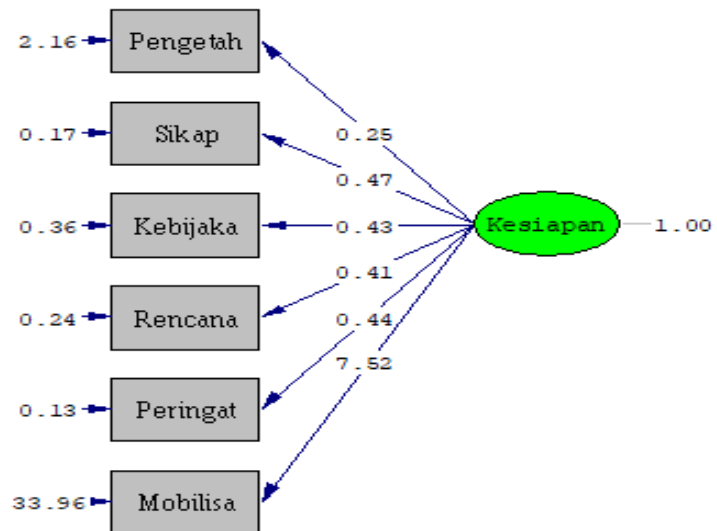 2.16 Pengetah
0.25
0.17 Sikap
0.47
0.36 Kebijaka
0.43
Kesiapan 1.00
0.41
0.24 Rencana
0.44
7.52
0.13 Peringat
33.96 Mobilisa